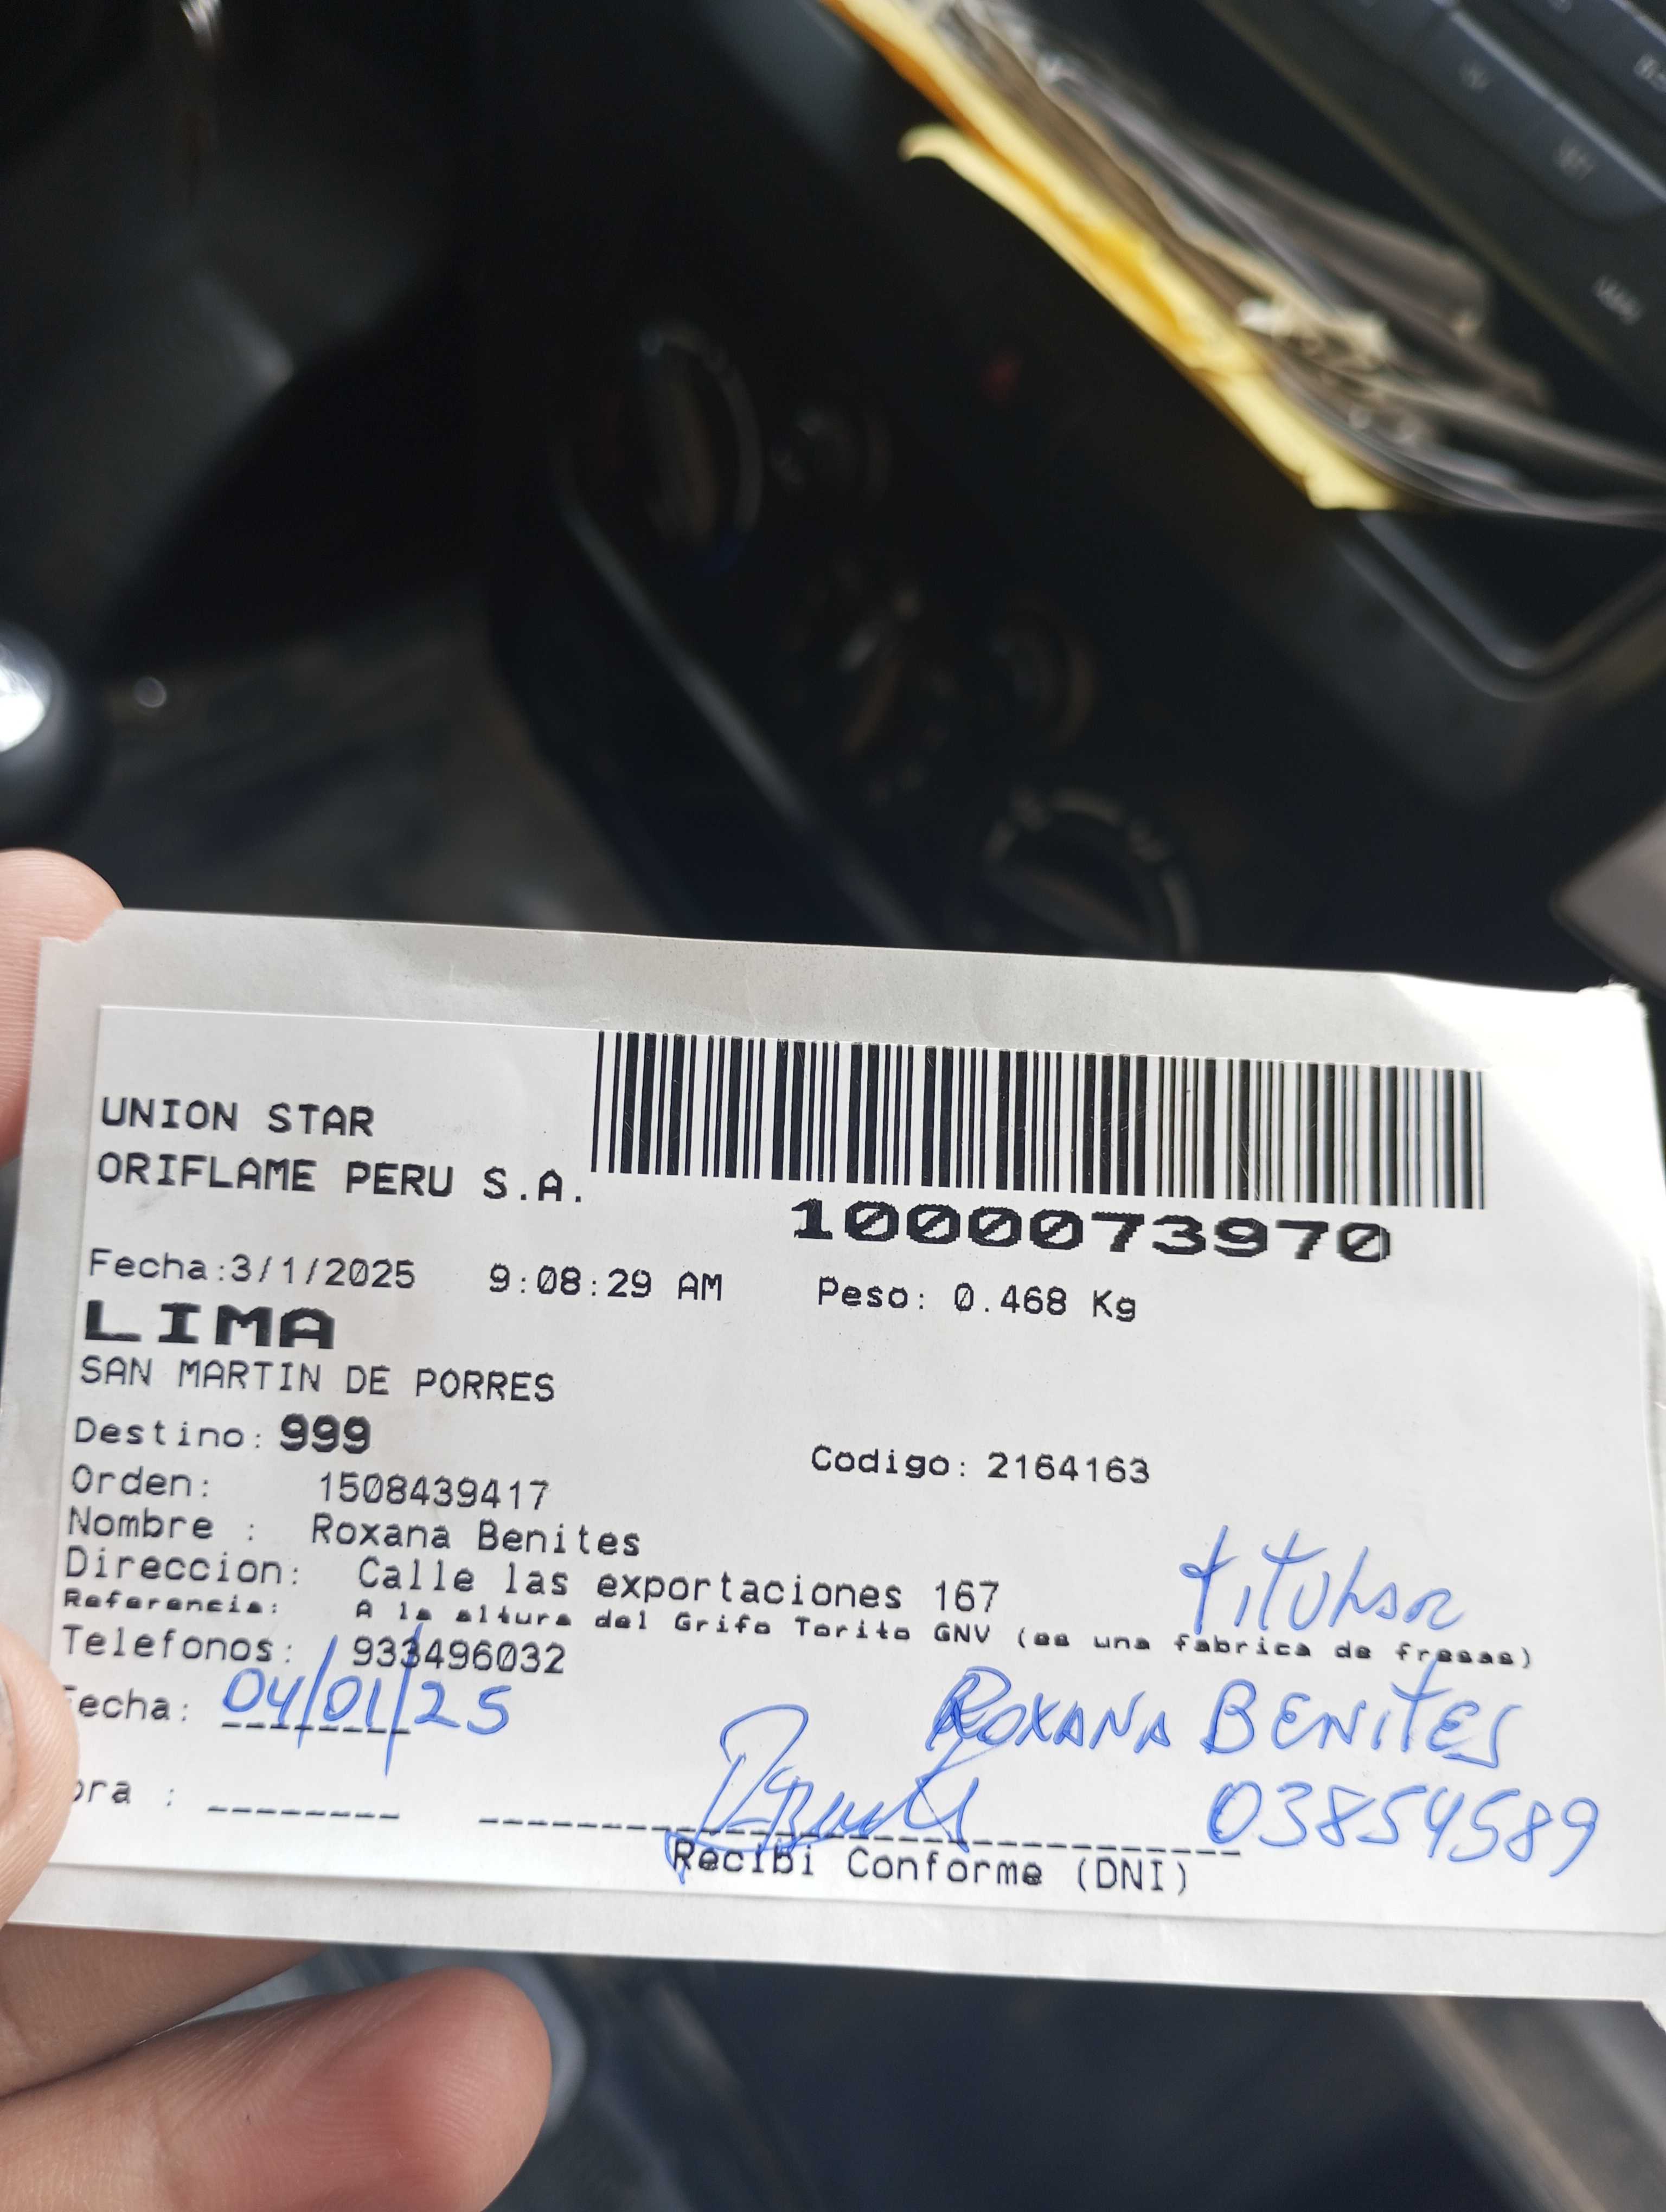 UNION STAR
ORIFLAME PERU S.A.
1000073970
Fecha:3/1/2025 9:08:29 AM Peso: 0.468 Kg
LIMA
SAN MARTIN DE PORRES
Destino: 999 Codigo: 2164163
Orden: 1508439417
Nombre : Roxana Benites
Direccion: Calle las exportaciones 167
titular
Referencia: A la altura del Grifo Torito GNV (es una fabrica de fresas)
Telefonos: 933496032
echa: 04/01/25
ROXANA BENITES
ora :
03854589
Recibi Conforme (DNI)